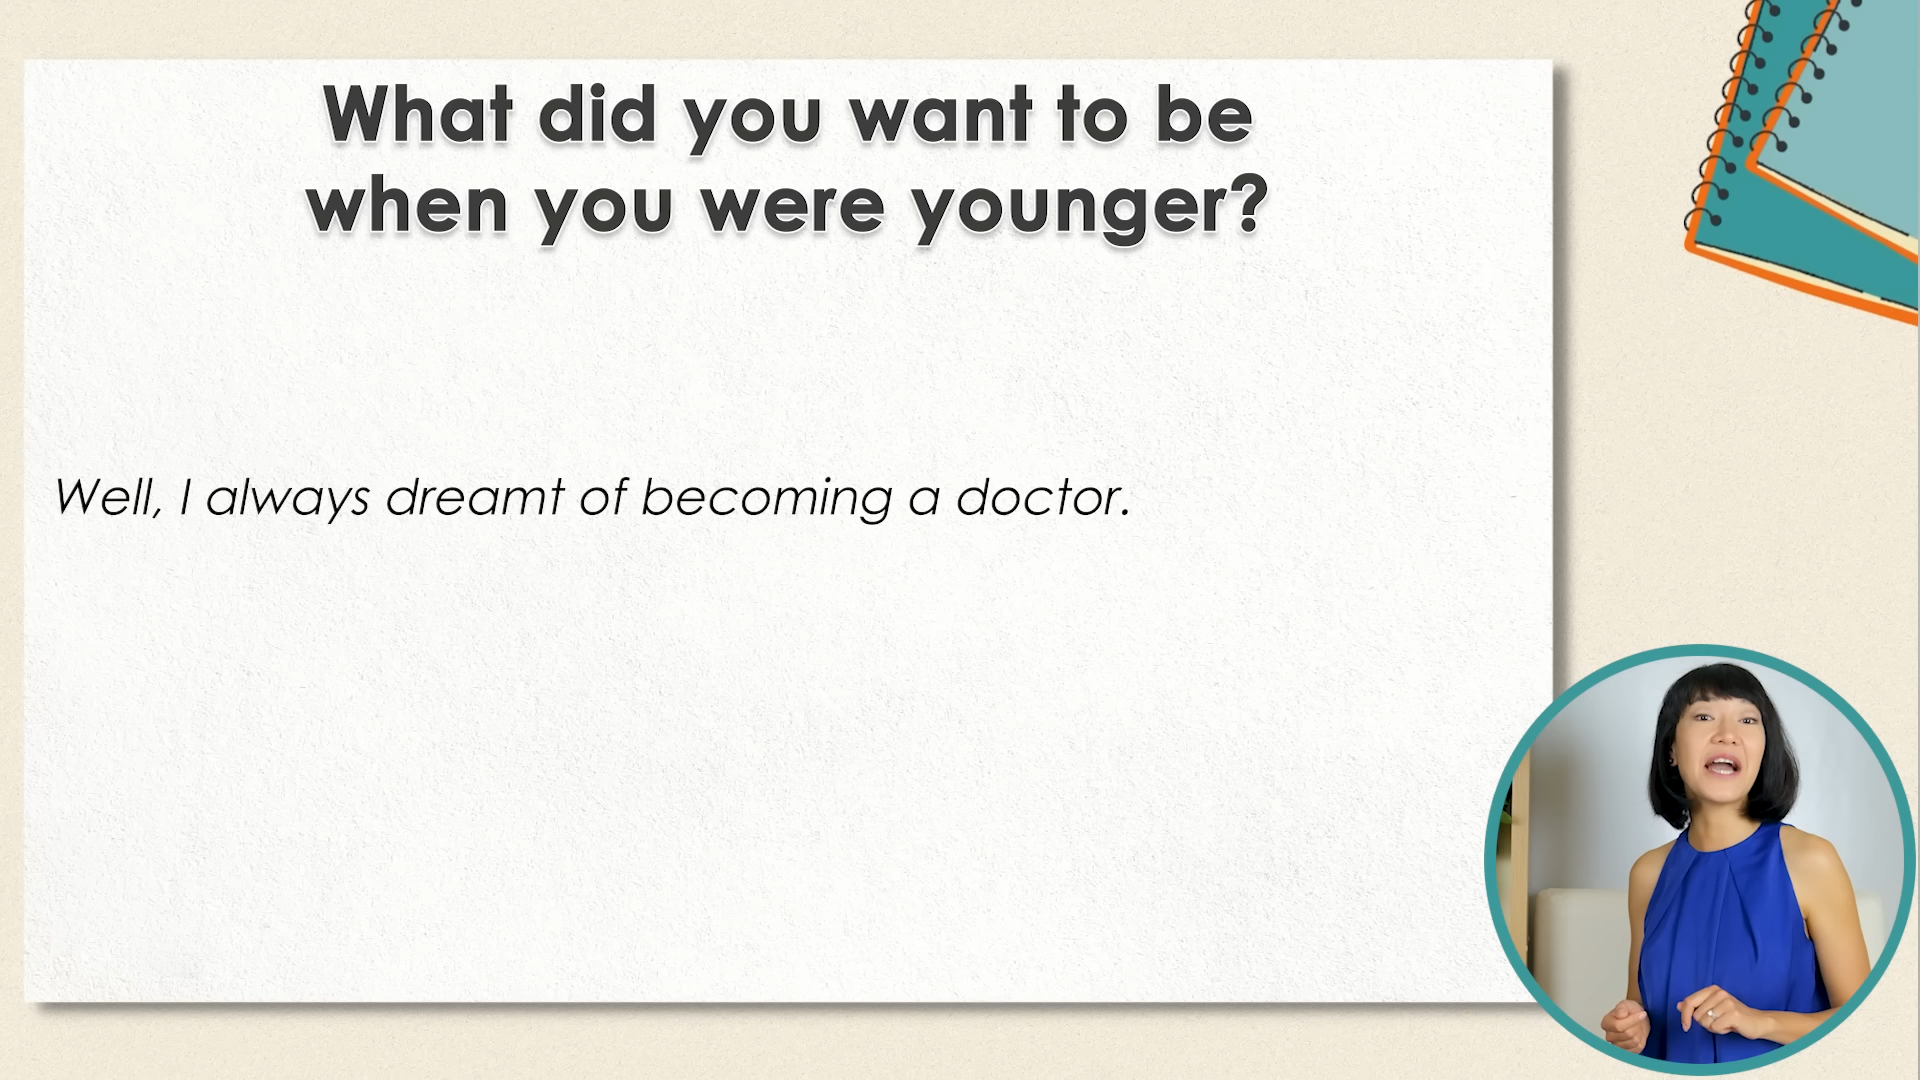 What did you want to be
when you were younger?
Well, I always dreamt of becoming a doctor.